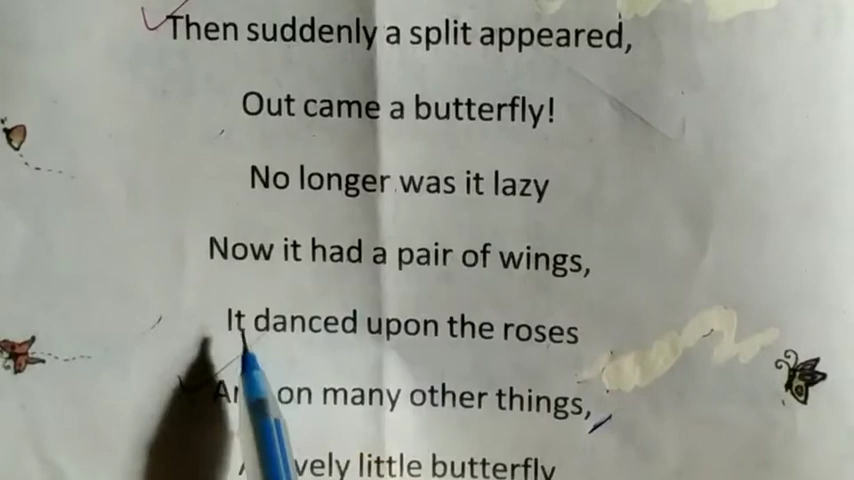 Then suddenly a split appeared,
Out came a butterfly!
No longer was it lazy
Now it had a pair of wings,
It danced upon the roses
on many other things,
little butterfly